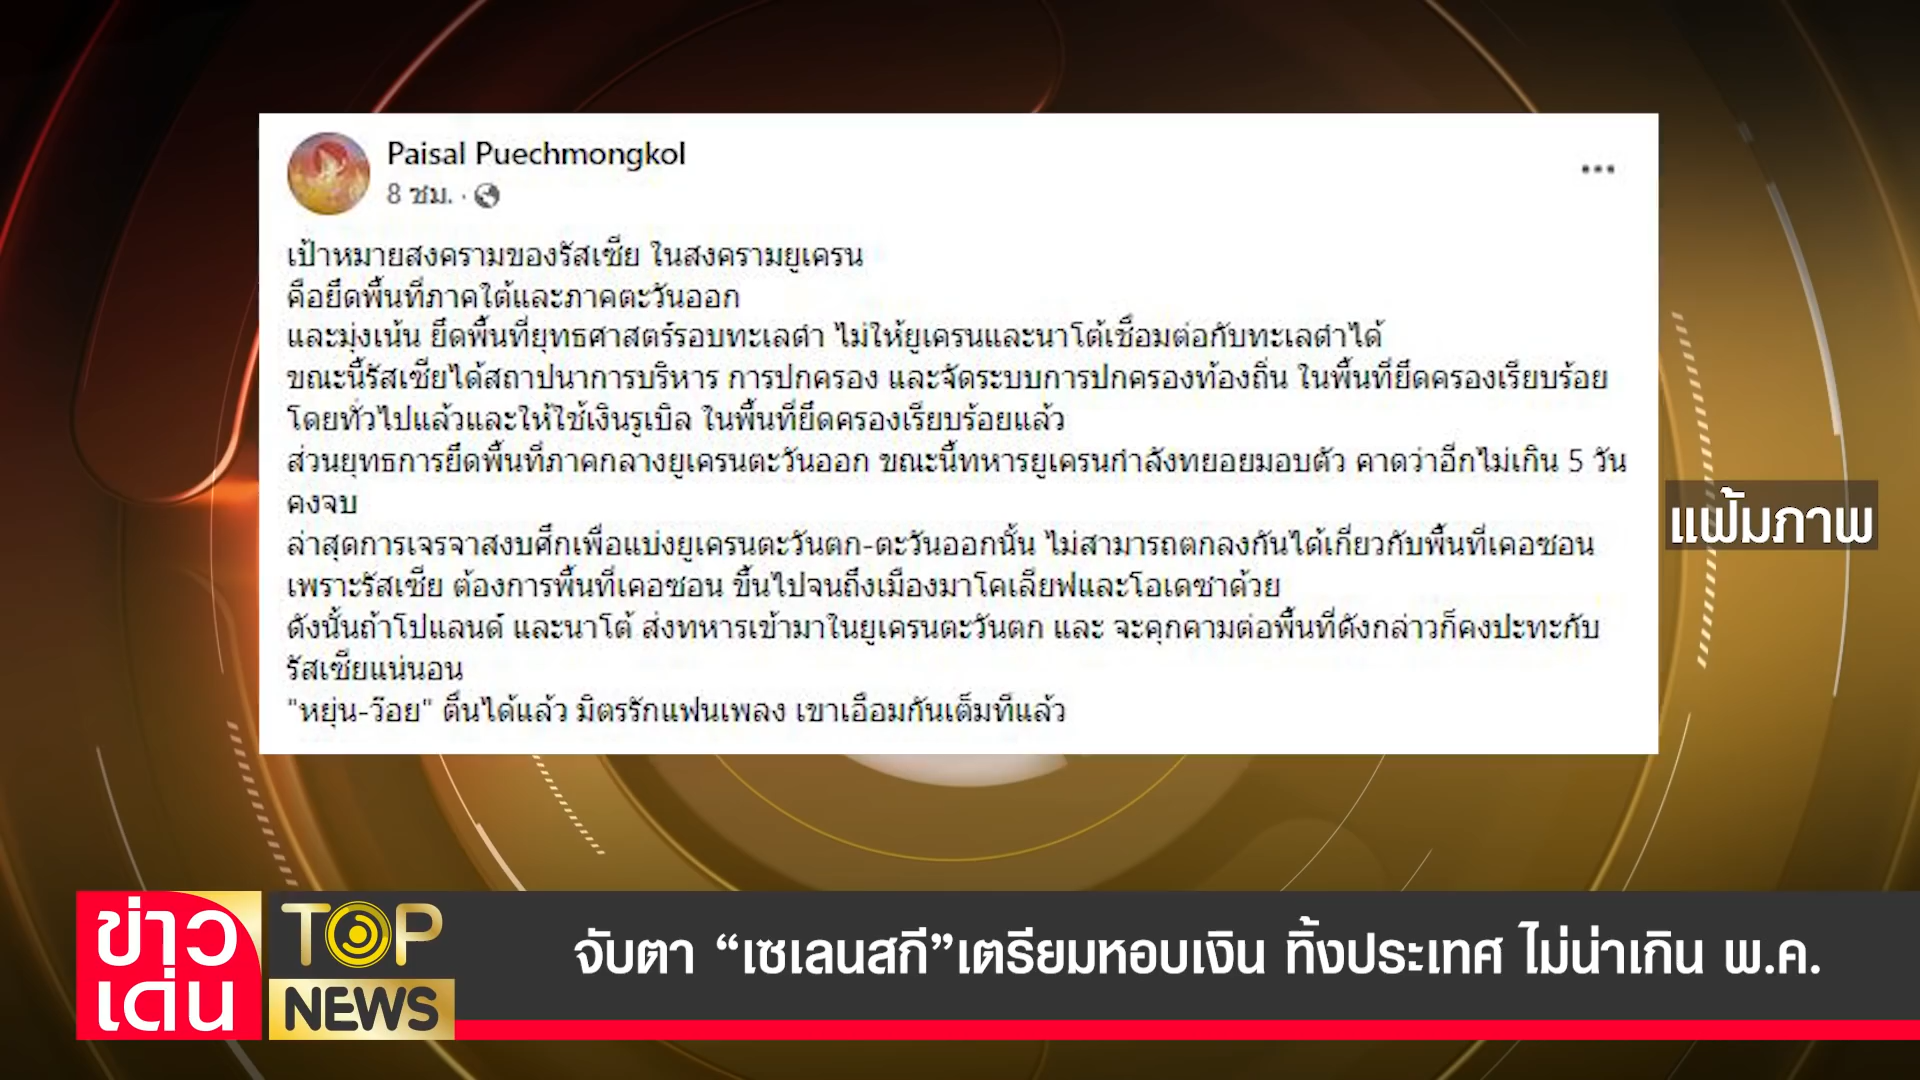 Paisal Puechmongkol
8 ชม. ·
เป้าหมายสงครามของรัสเซีย ในสงครามยูเครน
คือยึดพื้นที่ภาคใต้และภาคตะวันออก
และมุ่งเน้น ยึดพื้นที่ยุทธศาสตร์รอบทะเลดำ ไม่ให้ยูเครนและนาโต้เชื่อมต่อกับทะเลดำได้
ขณะนี้รัสเซียได้สถาปนาการบริหาร การปกครอง และจัดระบบการปกครองท้องถิ่น ในพื้นที่ยึดครองเรียบร้อย
โดยทั่วไปแล้วและให้ใช้เงินรูเบิล ในพื้นที่ยึดครองเรียบร้อยแล้ว
ส่วนยุทธการยึดพื้นที่ภาคกลางยูเครนตะวันออก ขณะนี้ทหารยูเครนกำลังทยอยมอบตัว คาดว่าอีกไม่เกิน 5 วัน
คงจบ
ล่าสุดการเจรจาสงบศึกเพื่อแบ่งยูเครนตะวันตก-ตะวันออกนั้น ไม่สามารถตกลงกันได้เกี่ยวกับพื้นที่เคอซอน
เพราะรัสเซีย ต้องการพื้นที่เคอซอน ขึ้นไปจนถึงเมืองมาโคเลียฟและโอเดซาด้วย
ดังนั้นถ้าโปแลนด์ และนาโต้ ส่งทหารเข้ามาในยูเครนตะวันตก และ จะคุกคามต่อพื้นที่ดังกล่าวก็คงปะทะกับ
รัสเซียแน่นอน
"หยุ่น-ว๊อย" ตื่นได้แล้ว มิตรรักแฟนเพลง เขาเอือมกันเต็มทีแล้ว
แฟ้มภาพ
ข่าว
เด่น
TOP
NEWS
จับตา “เซเลนสกี”เตรียมหอบเงิน ทิ้งประเทศ ไม่น่าเกิน พ.ค.